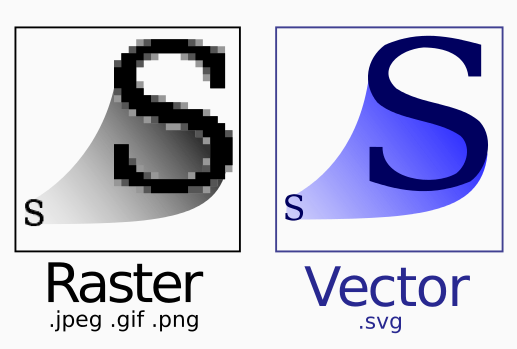 S
S
Raster
.jpeg .gif .png
S
S
Vector
.svg